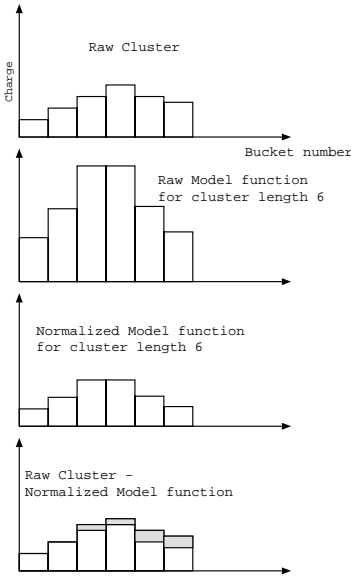 Raw Cluster
Charge
Bucket number
Raw Model function
for cluster length 6
Normalized Model function
for cluster length 6
Raw Cluster -
Normalized Model function